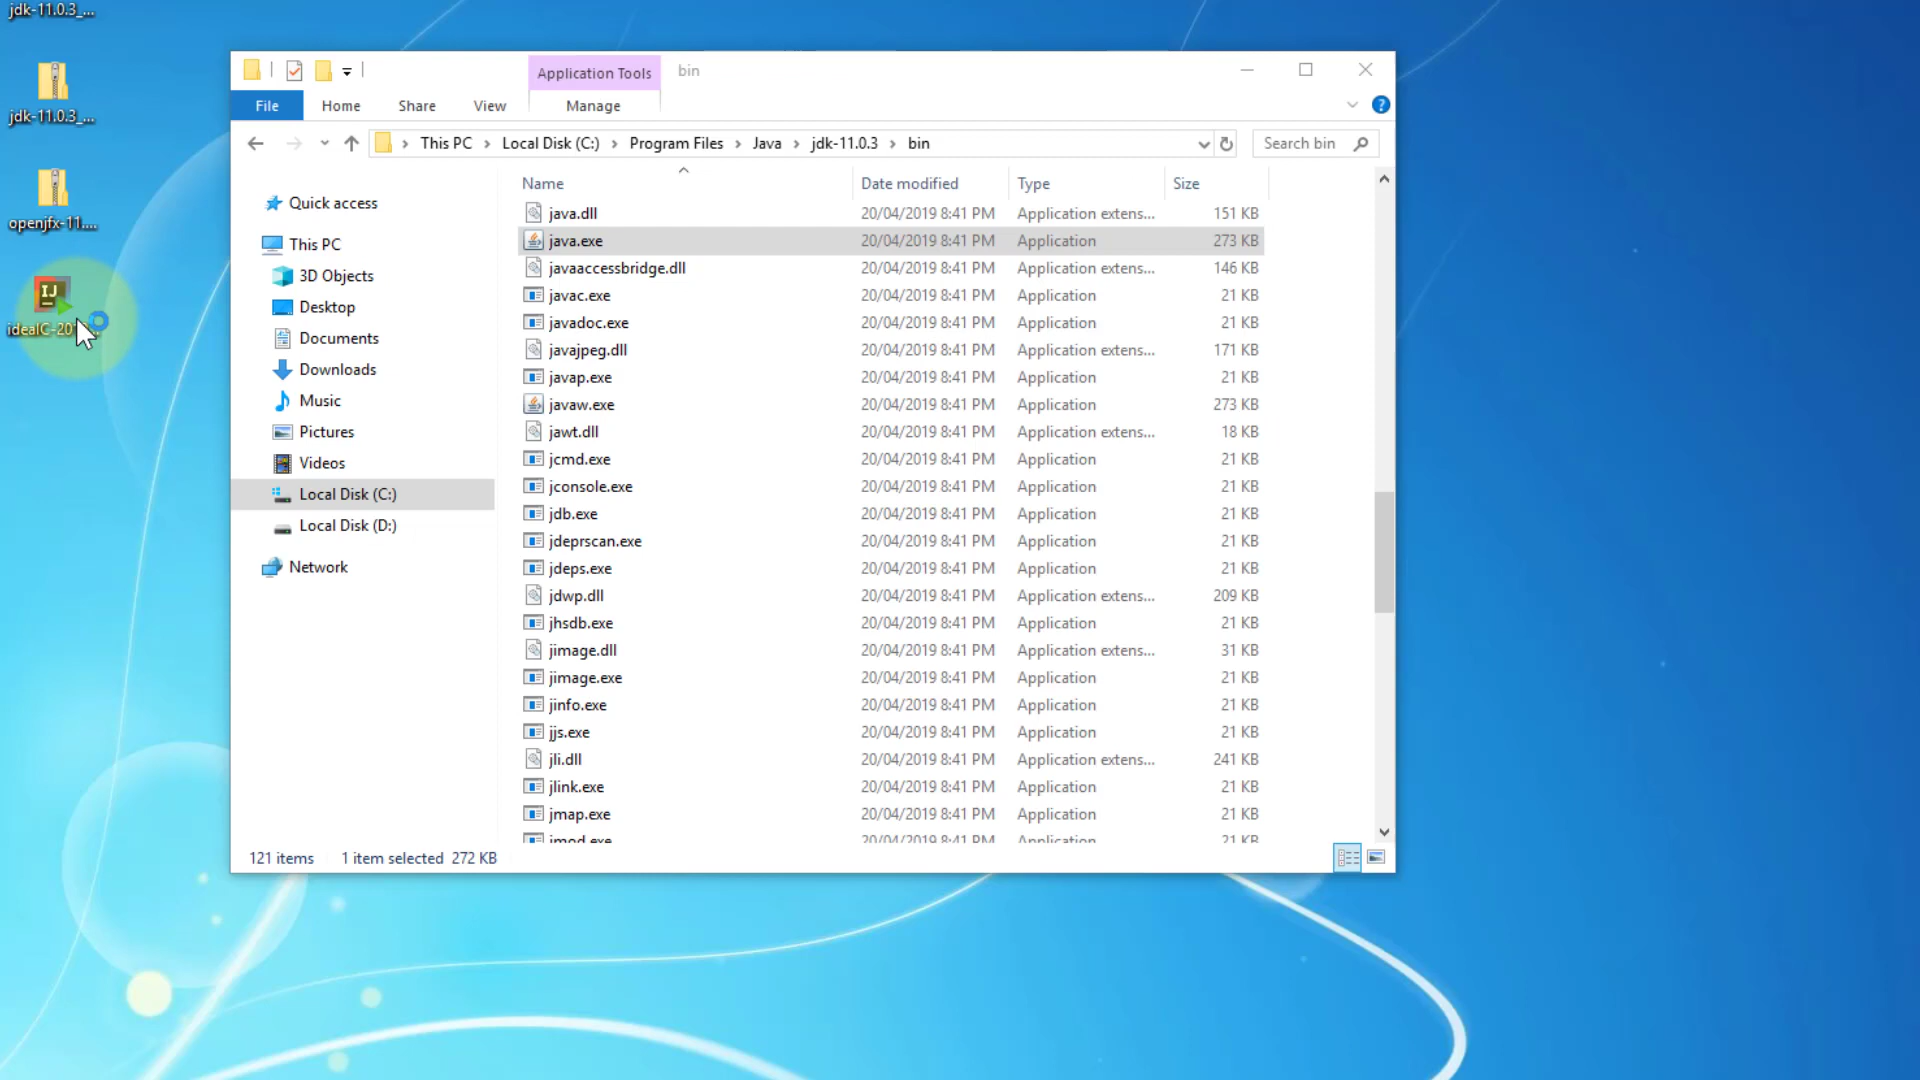 jdk-11.0.3_...
jdk-11.0.3_...
openjfx-11....
idealC-20
Application Tools
bin
File
Home
Share
View
Manage
This PC
Local Disk (C:)
Program Files
Java
jdk-11.0.3
bin
Search bin
Quick access
This PC
3D Objects
Desktop
Documents
Downloads
Music
Pictures
Videos
Local Disk (C:)
Local Disk (D:)
Network
Name Date modified Type Size
java.dll 20/04/2019 8:41 PM Application extens... 151 KB
java.exe 20/04/2019 8:41 PM Application 273 KB
javaaccessbridge.dll 20/04/2019 8:41 PM Application extens... 146 KB
javac.exe 20/04/2019 8:41 PM Application 21 KB
javadoc.exe 20/04/2019 8:41 PM Application 21 KB
javajpeg.dll 20/04/2019 8:41 PM Application extens... 171 KB
javap.exe 20/04/2019 8:41 PM Application 21 KB
javaw.exe 20/04/2019 8:41 PM Application 273 KB
jawt.dll 20/04/2019 8:41 PM Application extens... 18 KB
jcmd.exe 20/04/2019 8:41 PM Application 21 KB
jconsole.exe 20/04/2019 8:41 PM Application 21 KB
jdb.exe 20/04/2019 8:41 PM Application 21 KB
jdeprscan.exe 20/04/2019 8:41 PM Application 21 KB
jdeps.exe 20/04/2019 8:41 PM Application 21 KB
jdwp.dll 20/04/2019 8:41 PM Application extens... 209 KB
jhsdb.exe 20/04/2019 8:41 PM Application 21 KB
jimage.dll 20/04/2019 8:41 PM Application extens... 31 KB
jimage.exe 20/04/2019 8:41 PM Application 21 KB
jinfo.exe 20/04/2019 8:41 PM Application 21 KB
jjs.exe 20/04/2019 8:41 PM Application 21 KB
jli.dll 20/04/2019 8:41 PM Application extens... 241 KB
jlink.exe 20/04/2019 8:41 PM Application 21 KB
jmap.exe 20/04/2019 8:41 PM Application 21 KB
jmod.exe 20/04/2019 8:41 PM Application 21 KB
121 items 1 item selected 272 KB